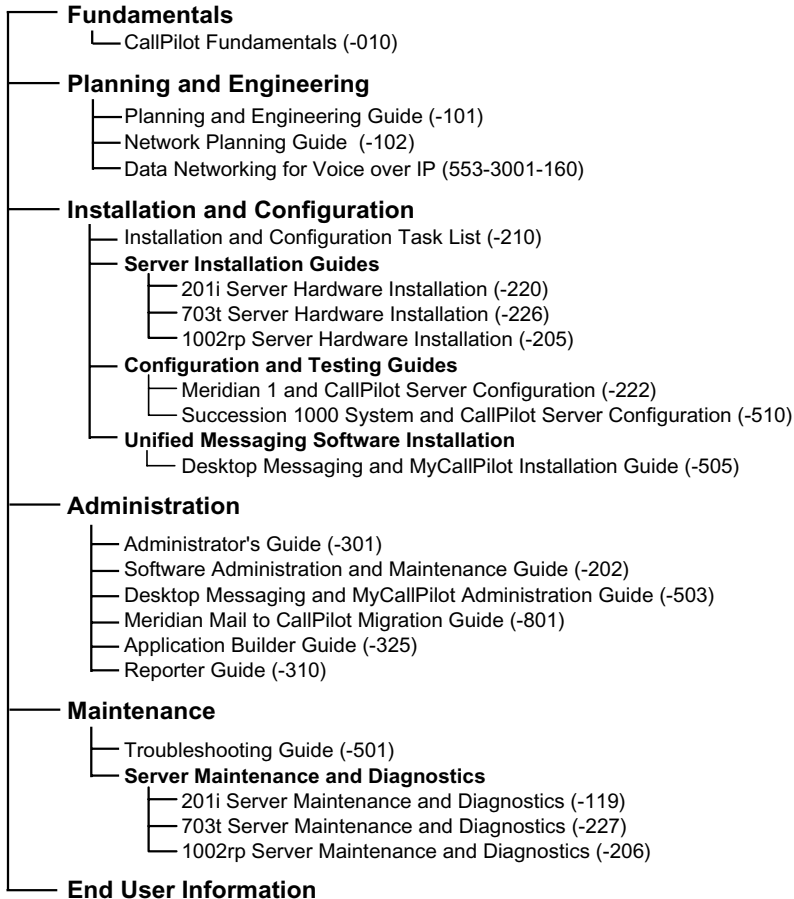 Fundamentals
CallPilot Fundamentals (-010)
Planning and Engineering
Planning and Engineering Guide (-101)
Network Planning Guide (-102)
Data Networking for Voice over IP (553-3001-160)
Installation and Configuration
Installation and Configuration Task List (-210)
Server Installation Guides
201i Server Hardware Installation (-220)
703t Server Hardware Installation (-226)
1002rp Server Hardware Installation (-205)
Configuration and Testing Guides
Meridian 1 and CallPilot Server Configuration (-222)
Succession 1000 System and CallPilot Server Configuration (-510)
Unified Messaging Software Installation
Desktop Messaging and MyCallPilot Installation Guide (-505)
Administration
Administrator's Guide (-301)
Software Administration and Maintenance Guide (-202)
Desktop Messaging and MyCallPilot Administration Guide (-503)
Meridian Mail to CallPilot Migration Guide (-801)
Application Builder Guide (-325)
Reporter Guide (-310)
Maintenance
Troubleshooting Guide (-501)
Server Maintenance and Diagnostics
201i Server Maintenance and Diagnostics (-119)
703t Server Maintenance and Diagnostics (-227)
1002rp Server Maintenance and Diagnostics (-206)
End User Information